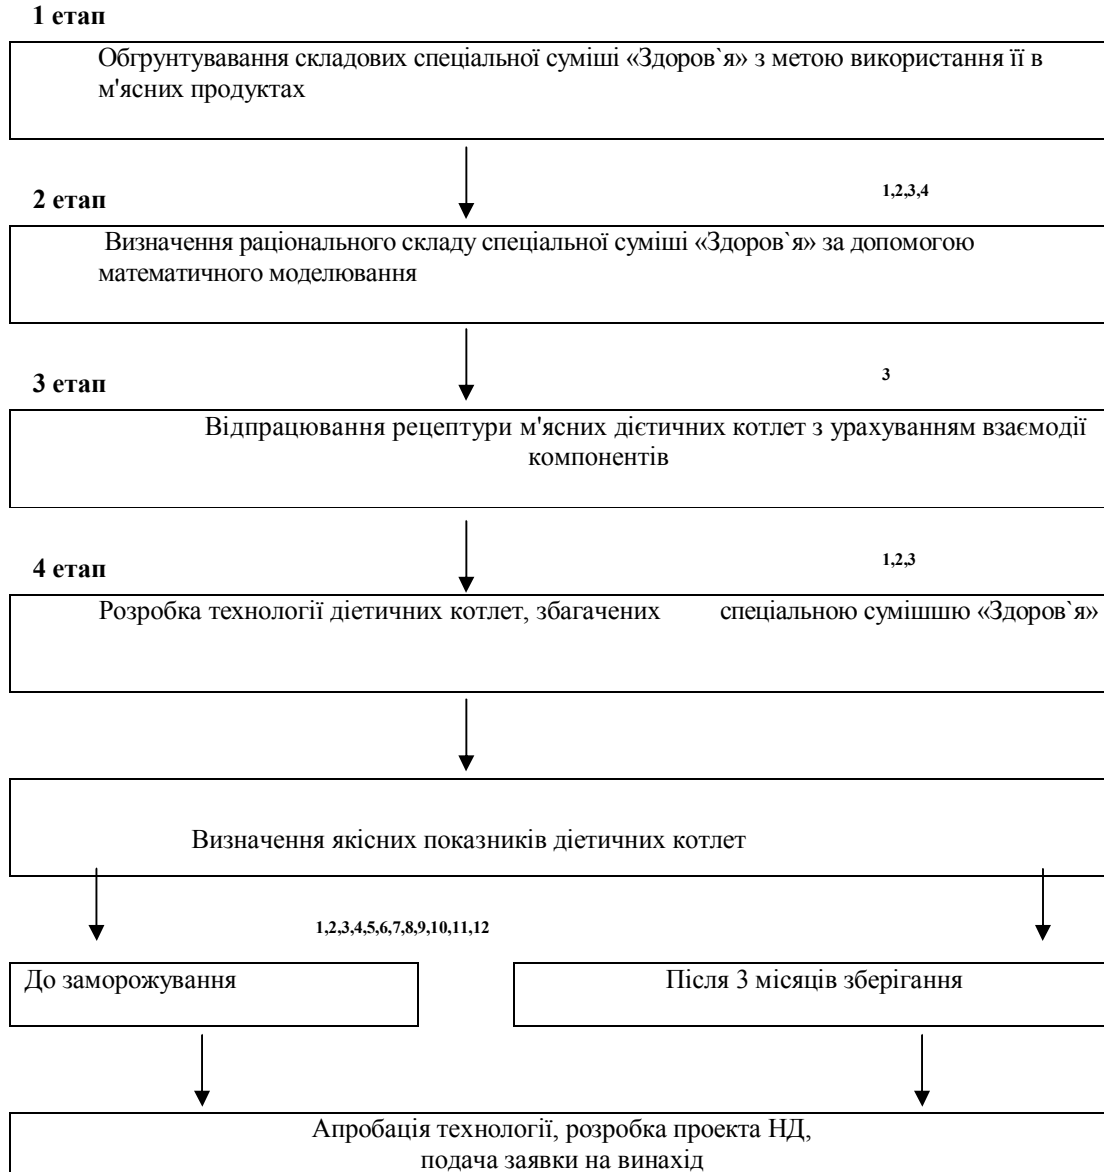 1 етап
Обгрунтувавання складових спеціальної суміші «Здоров`я» з метою використання її в
м'ясних продуктах
1,2,3,4
2 етап
Визначення раціонального складу спеціальної суміші «Здоров`я» за допомогою
математичного моделювання
3
3 етап
Відпрацювання рецептури м'ясних дієтичних котлет з урахуванням взаємодії
компонентів
1,2,3
4 етап
Розробка технології діетичних котлет, збагачених спеціальною сумішшю «Здоров`я»
Визначення якісних показників діетичних котлет
1,2,3,4,5,6,7,8,9,10,11,12
До заморожування
Після 3 місяців зберігання
Апробація технології, розробка проекта НД,
подача заявки на винахід